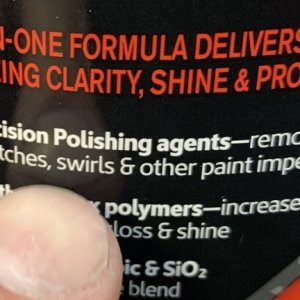 N-ONE FORMULA DELIVERS
ING CLARITY, SHINE & PRO
cision Polishing agents—remo
tches, swirls & other paint impe
polymers—increase
loss & shine
ic & SiO₂
blend